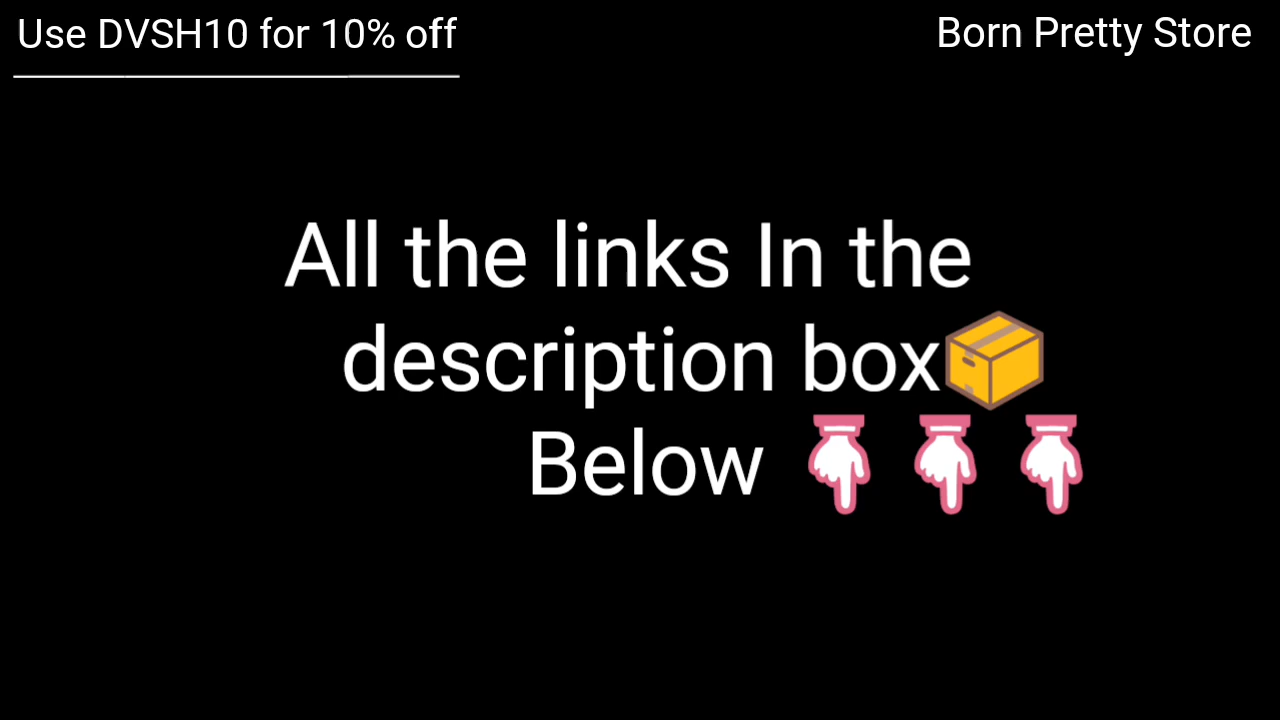 Use DVSH10 for 10% off
Born Pretty Store
All the links In the
description box📦
Below 👇👇👇